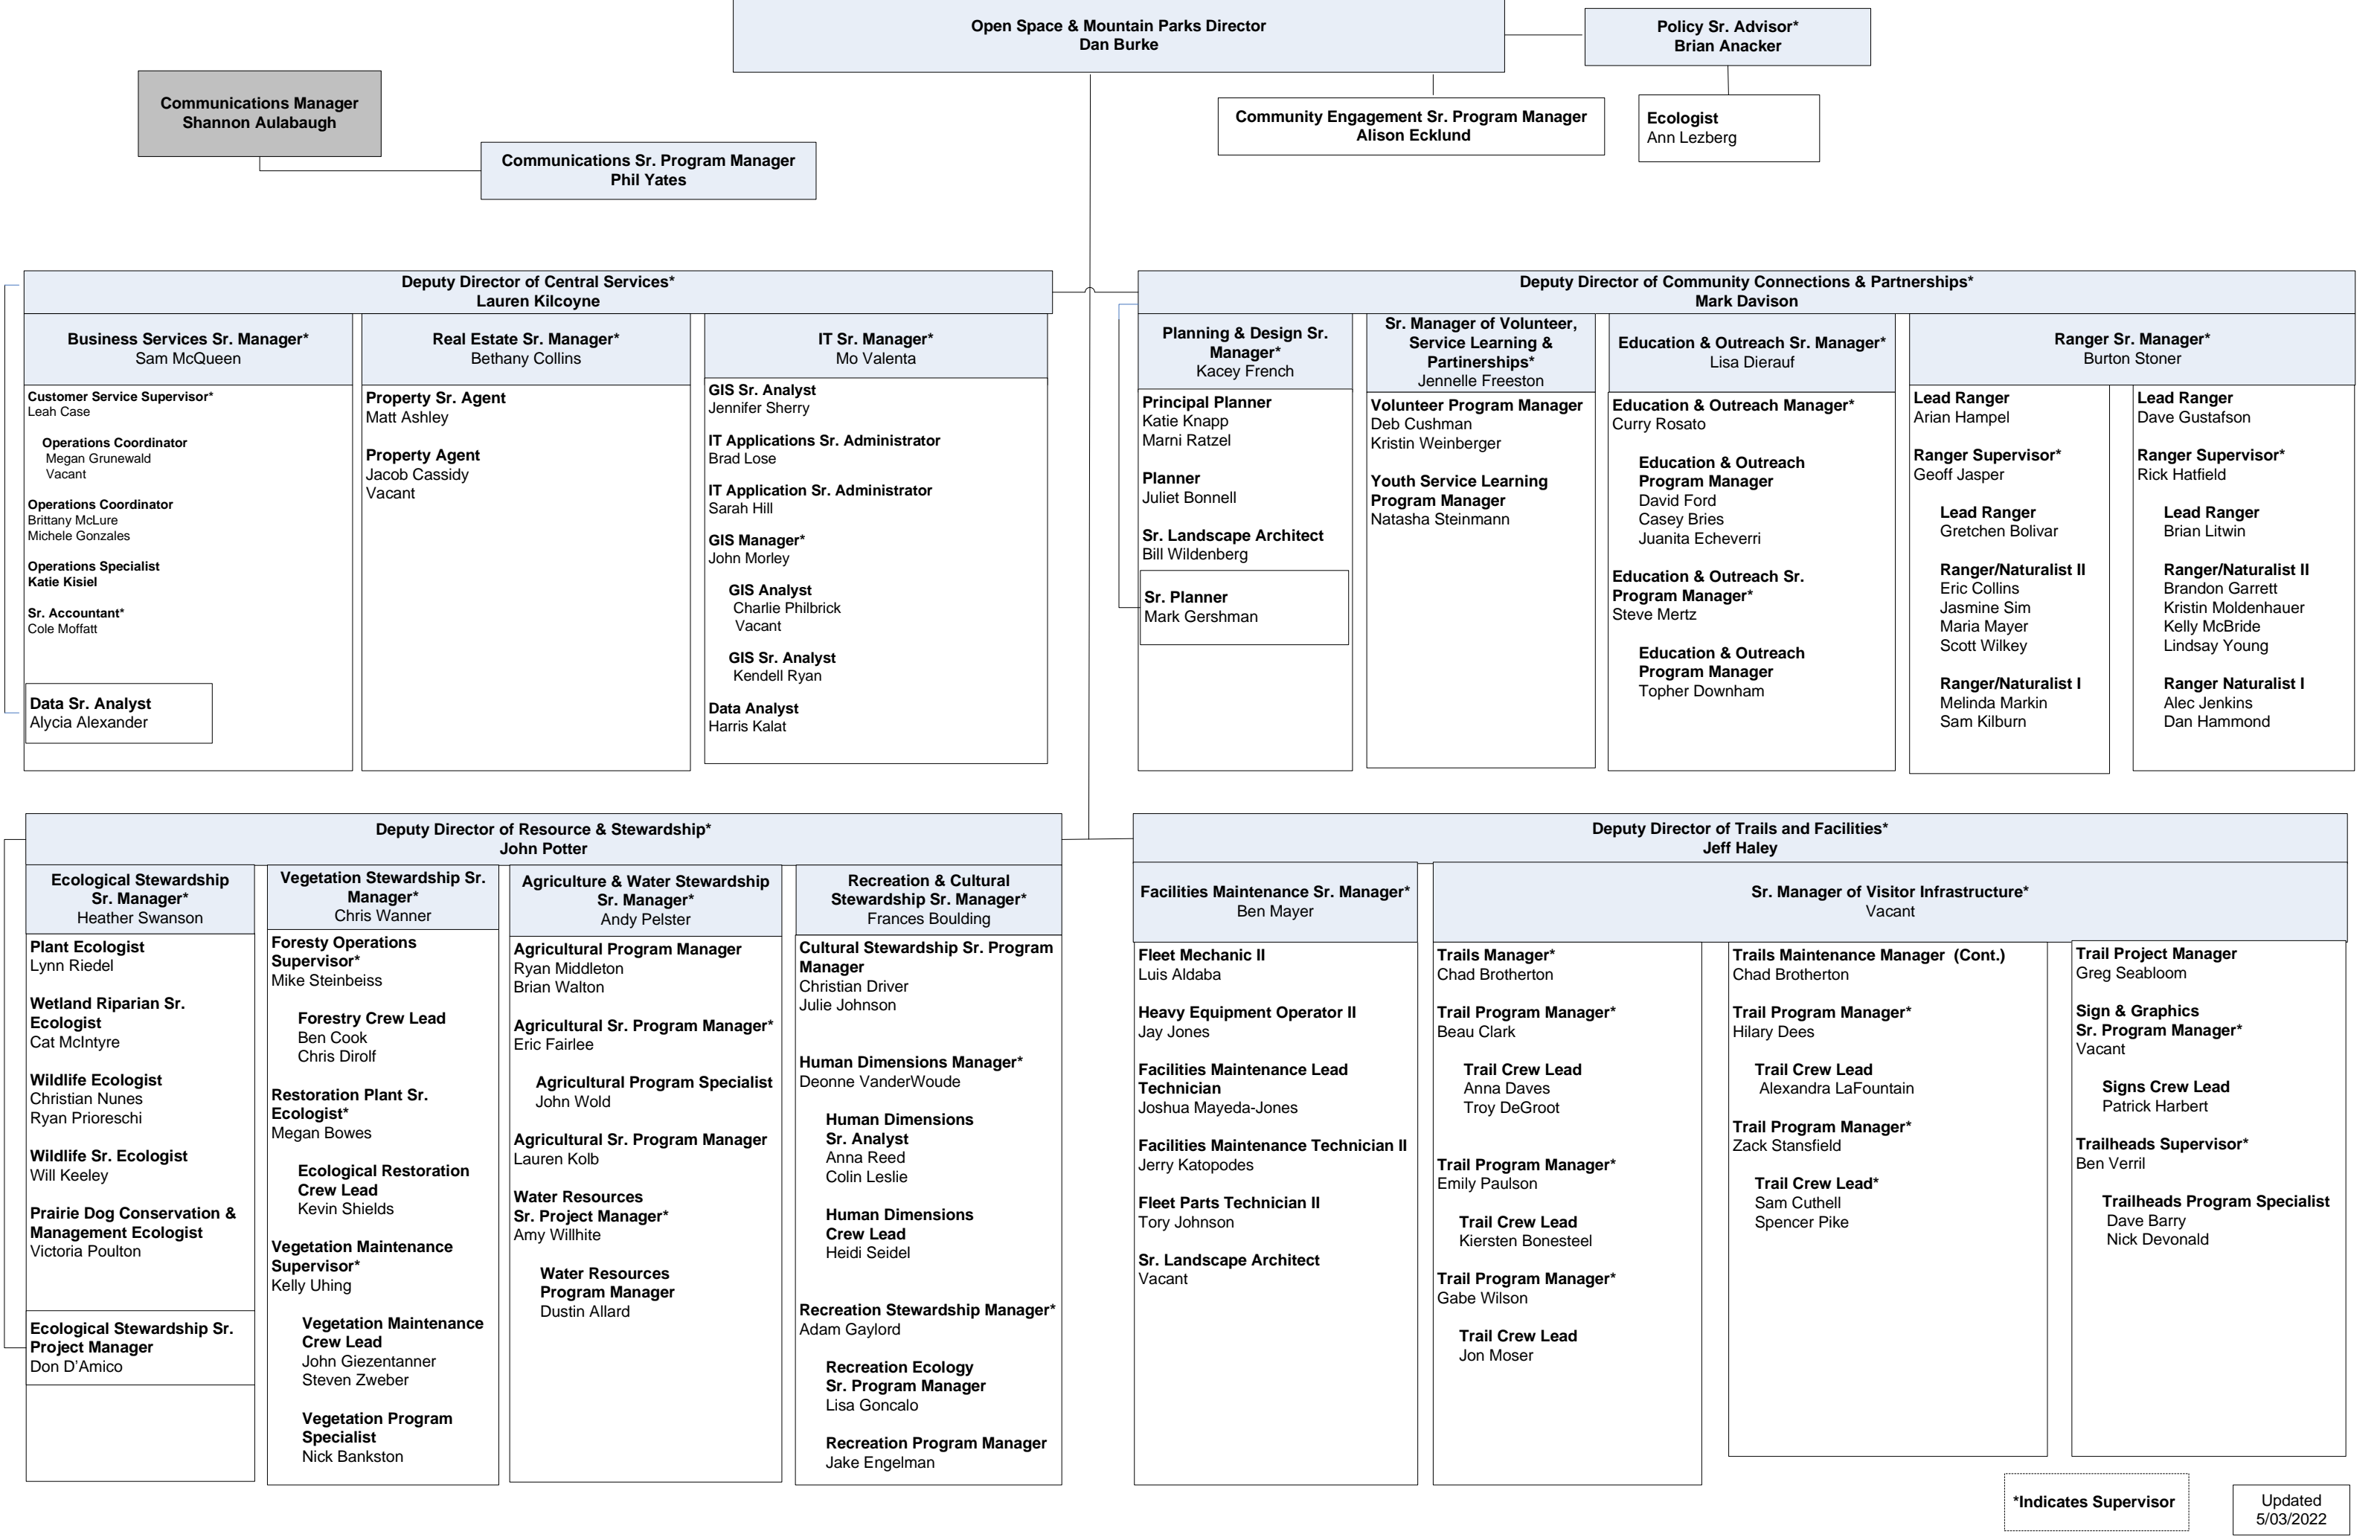 Open Space & Mountain Parks Director
Dan Burke
Policy Sr. Advisor*
Brian Anacker
Communications Manager
Shannon Aulabaugh
Community Engagement Sr. Program Manager
Alison Ecklund
Ecologist
Ann Lezberg
Communications Sr. Program Manager
Phil Yates
Deputy Director of Central Services*
Lauren Kilcoyne
Business Services Sr. Manager*
Sam McQueen
Customer Service Supervisor*
Leah Case
Operations Coordinator
Megan Grunewald
Vacant
Operations Coordinator
Brittany McLure
Michele Gonzales
Operations Specialist
Katie Kisiel
Sr. Accountant*
Cole Moffatt
Data Sr. Analyst
Alycia Alexander
Real Estate Sr. Manager*
Bethany Collins
Property Sr. Agent
Matt Ashley
Property Agent
Jacob Cassidy
Vacant
IT Sr. Manager*
Mo Valenta
GIS Sr. Analyst
Jennifer Sherry
IT Applications Sr. Administrator
Brad Lose
IT Application Sr. Administrator
Sarah Hill
GIS Manager*
John Morley
GIS Analyst
Charlie Philbrick
Vacant
GIS Sr. Analyst
Kendell Ryan
Data Analyst
Harris Kalat
Deputy Director of Community Connections & Partnerships*
Mark Davison
Planning & Design Sr.
Manager*
Kacey French
Principal Planner
Katie Knapp
Marni Ratzel
Planner
Juliet Bonnell
Sr. Landscape Architect
Bill Wildenberg
Sr. Planner
Mark Gershman
Sr. Manager of Volunteer,
Service Learning &
Partnerships*
Jennelle Freeston
Volunteer Program Manager
Deb Cushman
Kristin Weinberger
Youth Service Learning
Program Manager
Natasha Steinmann
Education & Outreach Sr. Manager*
Lisa Dierauf
Education & Outreach Manager*
Curry Rosato
Education & Outreach
Program Manager
David Ford
Casey Bries
Juanita Echeverri
Education & Outreach Sr.
Program Manager*
Steve Mertz
Education & Outreach
Program Manager
Topher Downham
Ranger Sr. Manager*
Burton Stoner
Lead Ranger
Arian Hampel
Ranger Supervisor*
Geoff Jasper
Lead Ranger
Gretchen Bolivar
Ranger/Naturalist II
Eric Collins
Jasmine Sim
Maria Mayer
Scott Wilkey
Ranger/Naturalist I
Melinda Markin
Sam Kilburn
Lead Ranger
Dave Gustafson
Ranger Supervisor*
Rick Hatfield
Lead Ranger
Brian Litwin
Ranger/Naturalist II
Brandon Garrett
Kristin Moldenhauer
Kelly McBride
Lindsay Young
Ranger Naturalist I
Alec Jenkins
Dan Hammond
Deputy Director of Resource & Stewardship*
John Potter
Ecological Stewardship
Sr. Manager*
Heather Swanson
Plant Ecologist
Lynn Riedel
Wetland Riparian Sr.
Ecologist
Cat McIntyre
Wildlife Ecologist
Christian Nunes
Ryan Prioreschi
Wildlife Sr. Ecologist
Will Keeley
Prairie Dog Conservation &
Management Ecologist
Victoria Poulton
Ecological Stewardship Sr.
Project Manager
Don D’Amico
Vegetation Stewardship Sr.
Manager*
Chris Wanner
Foresty Operations
Supervisor*
Mike Steinbeiss
Forestry Crew Lead
Ben Cook
Chris Dirolf
Restoration Plant Sr.
Ecologist*
Megan Bowes
Ecological Restoration
Crew Lead
Kevin Shields
Vegetation Maintenance
Supervisor*
Kelly Uhing
Vegetation Maintenance
Crew Lead
John Giezentanner
Steven Zweber
Vegetation Program
Specialist
Nick Bankston
Agriculture & Water Stewardship
Sr. Manager*
Andy Pelster
Agricultural Program Manager
Ryan Middleton
Brian Walton
Agricultural Sr. Program Manager*
Eric Fairlee
Agricultural Program Specialist
John Wold
Agricultural Sr. Program Manager
Lauren Kolb
Water Resources
Sr. Project Manager*
Amy Willhite
Water Resources
Program Manager
Dustin Allard
Recreation & Cultural
Stewardship Sr. Manager*
Frances Boulding
Cultural Stewardship Sr. Program
Manager
Christian Driver
Julie Johnson
Human Dimensions Manager*
Deonne VanderWoude
Human Dimensions
Sr. Analyst
Anna Reed
Colin Leslie
Human Dimensions
Crew Lead
Heidi Seidel
Recreation Stewardship Manager*
Adam Gaylord
Recreation Ecology
Sr. Program Manager
Lisa Goncalo
Recreation Program Manager
Jake Engelman
Deputy Director of Trails and Facilities*
Jeff Haley
Facilities Maintenance Sr. Manager*
Ben Mayer
Fleet Mechanic II
Luis Aldaba
Heavy Equipment Operator II
Jay Jones
Facilities Maintenance Lead
Technician
Joshua Mayeda-Jones
Facilities Maintenance Technician II
Jerry Katopodes
Fleet Parts Technician II
Tory Johnson
Sr. Landscape Architect
Vacant
Sr. Manager of Visitor Infrastructure*
Vacant
Trails Manager*
Chad Brotherton
Trail Program Manager*
Beau Clark
Trail Crew Lead
Anna Daves
Troy DeGroot
Trail Program Manager*
Emily Paulson
Trail Crew Lead
Kiersten Bonesteel
Trail Program Manager*
Gabe Wilson
Trail Crew Lead
Jon Moser
Trails Maintenance Manager (Cont.)
Chad Brotherton
Trail Program Manager*
Hilary Dees
Trail Crew Lead
Alexandra LaFountain
Trail Program Manager*
Zack Stansfield
Trail Crew Lead*
Sam Cuthell
Spencer Pike
Trail Project Manager
Greg Seabloom
Sign & Graphics
Sr. Program Manager*
Vacant
Signs Crew Lead
Patrick Harbert
Trailheads Supervisor*
Ben Verril
Trailheads Program Specialist
Dave Barry
Nick Devonald
*Indicates Supervisor
Updated
5/03/2022